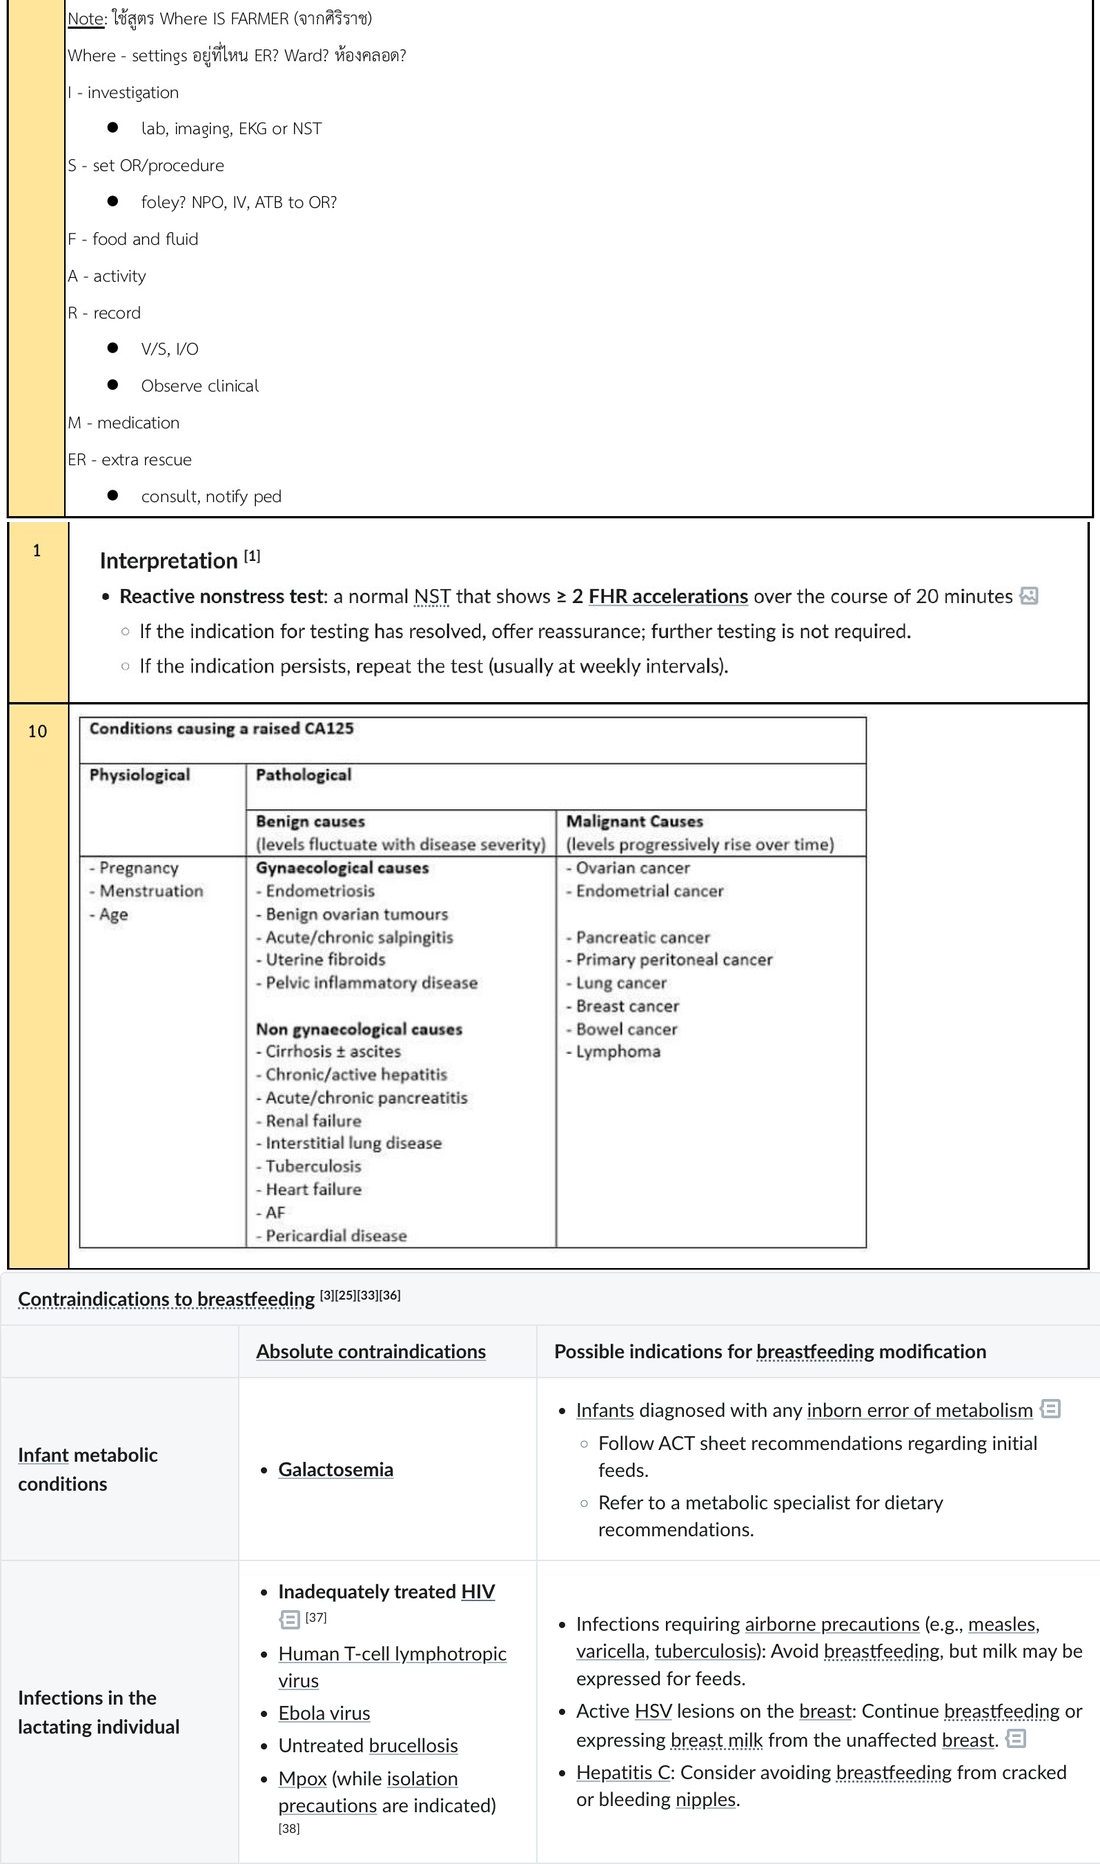 Note: ใช้สูตร Where IS FARMER (จากศิริราช)
Where - settings อยู่ที่ไหน ER? Ward? ห้องคลอด?
I - investigation
● lab, imaging, EKG or NST
S - set OR/procedure
● foley? NPO, IV, ATB to OR?
F - food and fluid
A - activity
R - record
● V/S, I/O
● Observe clinical
M - medication
ER - extra rescue
● consult, notify ped
1
Interpretation [1]
• Reactive nonstress test: a normal NST that shows ≥ 2 FHR accelerations over the course of 20 minutes
○ If the indication for testing has resolved, offer reassurance; further testing is not required.
○ If the indication persists, repeat the test (usually at weekly intervals).
10
Conditions causing a raised CA125
Physiological
Pathological
Benign causes
(levels fluctuate with disease severity)
Malignant Causes
(levels progressively rise over time)
- Pregnancy
- Menstruation
- Age
Gynaecological causes
- Endometriosis
- Benign ovarian tumours
- Acute/chronic salpingitis
- Uterine fibroids
- Pelvic inflammatory disease
Non gynaecological causes
- Cirrhosis ± ascites
- Chronic/active hepatitis
- Acute/chronic pancreatitis
- Renal failure
- Interstitial lung disease
- Tuberculosis
- Heart failure
- AF
- Pericardial disease
- Ovarian cancer
- Endometrial cancer
- Pancreatic cancer
- Primary peritoneal cancer
- Lung cancer
- Breast cancer
- Bowel cancer
- Lymphoma
Contraindications to breastfeeding [3][25][33][36]
Absolute contraindications
Possible indications for breastfeeding modification
Infant metabolic
conditions
• Galactosemia
• Infants diagnosed with any inborn error of metabolism
○ Follow ACT sheet recommendations regarding initial
feeds.
○ Refer to a metabolic specialist for dietary
recommendations.
Infections in the
lactating individual
• Inadequately treated HIV
[37]
• Human T-cell lymphotropic
virus
• Ebola virus
• Untreated brucellosis
• Mpox (while isolation
precautions are indicated)
[38]
• Infections requiring airborne precautions (e.g., measles,
varicella, tuberculosis): Avoid breastfeeding, but milk may be
expressed for feeds.
• Active HSV lesions on the breast: Continue breastfeeding or
expressing breast milk from the unaffected breast.
• Hepatitis C: Consider avoiding breastfeeding from cracked
or bleeding nipples.